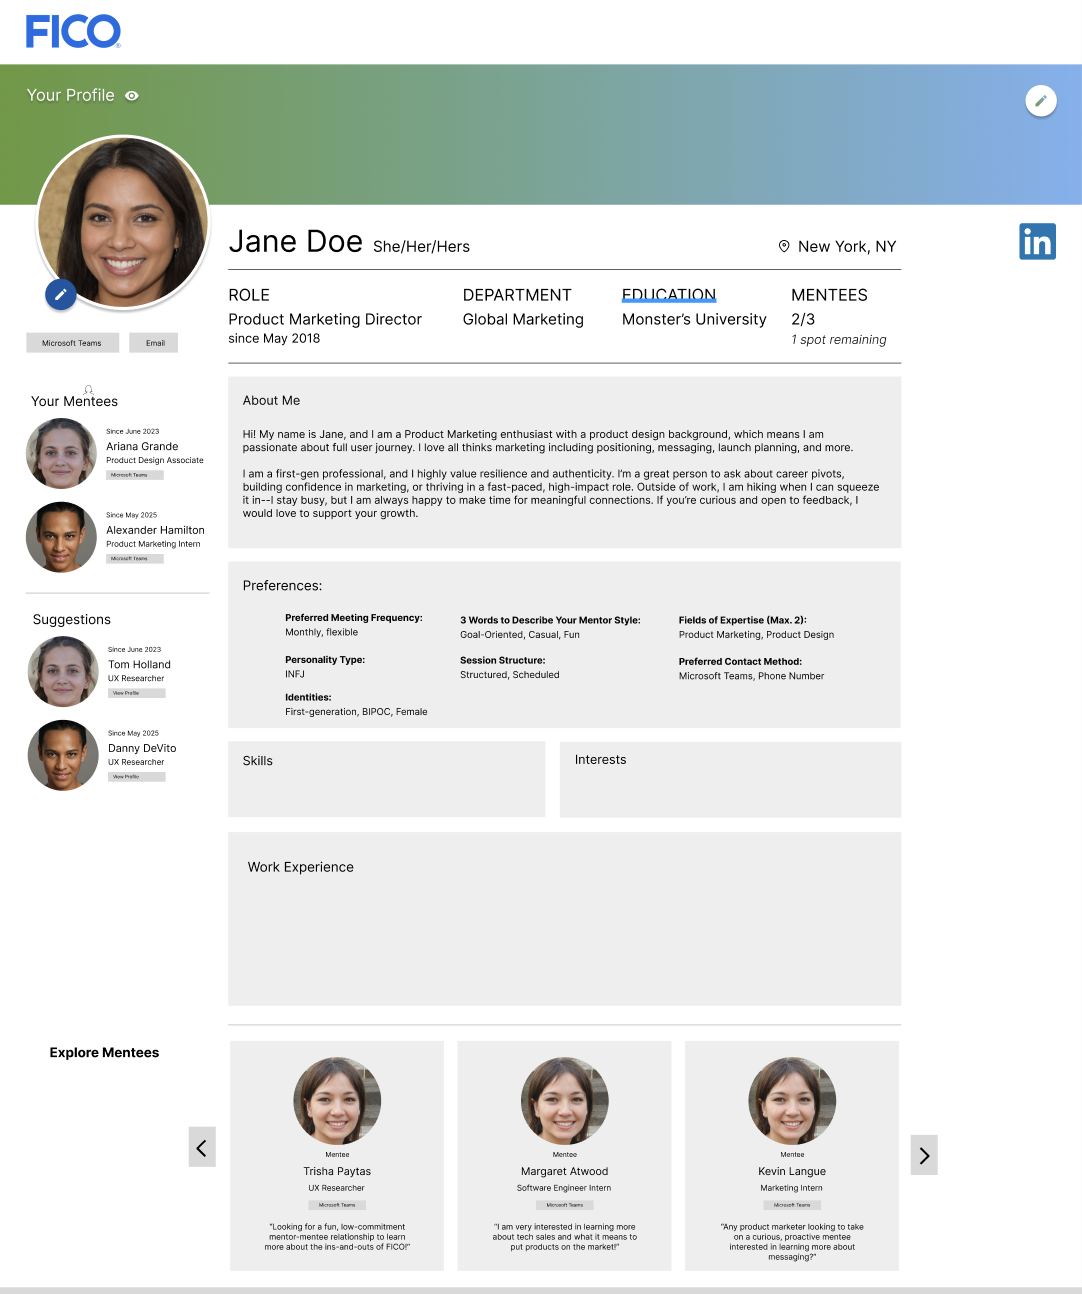 FICO®
Your Profile
Jane Doe She/Her/Hers
New York, NY
in
ROLE
Product Marketing Director
since May 2018
DEPARTMENT
Global Marketing
EDUCATION
Monster's University
MENTEES
2/3
1 spot remaining
Microsoft Teams
Email
Your Mentees
Since June 2023
Ariana Grande
Product Design Associate
Microsoft Teams
Since May 2025
Alexander Hamilton
Product Marketing Intern
Microsoft Teams
Suggestions
Since June 2023
Tom Holland
UX Researcher
View Profile
Since May 2025
Danny DeVito
UX Researcher
View Profile
About Me
Hi! My name is Jane, and I am a Product Marketing enthusiast with a product design background, which means I am
passionate about full user journey. I love all thinks marketing including positioning, messaging, launch planning, and more.
I am a first-gen professional, and I highly value resilience and authenticity. I'm a great person to ask about career pivots,
building confidence in marketing, or thriving in a fast-paced, high-impact role. Outside of work, I am hiking when I can squeeze
it in--I stay busy, but I am always happy to make time for meaningful connections. If you're curious and open to feedback, I
would love to support your growth.
Preferences:
Preferred Meeting Frequency:
Monthly, flexible
3 Words to Describe Your Mentor Style:
Goal-Oriented, Casual, Fun
Fields of Expertise (Max. 2):
Product Marketing, Product Design
Personality Type:
INFJ
Session Structure:
Structured, Scheduled
Preferred Contact Method:
Microsoft Teams, Phone Number
Identities:
First-generation, BIPOC, Female
Skills
Interests
Work Experience
Explore Mentees
Mentee
Trisha Paytas
UX Researcher
Microsoft Teams
"Looking for a fun, low-commitment
mentor-mentee relationship to learn
more about the ins-and-outs of FICO!"
Mentee
Margaret Atwood
Software Engineer Intern
Microsoft Teams
"I am very interested in learning more
about tech sales and what it means to
put products on the market!"
Mentee
Kevin Langue
Marketing Intern
Microsoft Teams
"Any product marketer looking to take
on a curious, proactive mentee
interested in learning more about
messaging?"